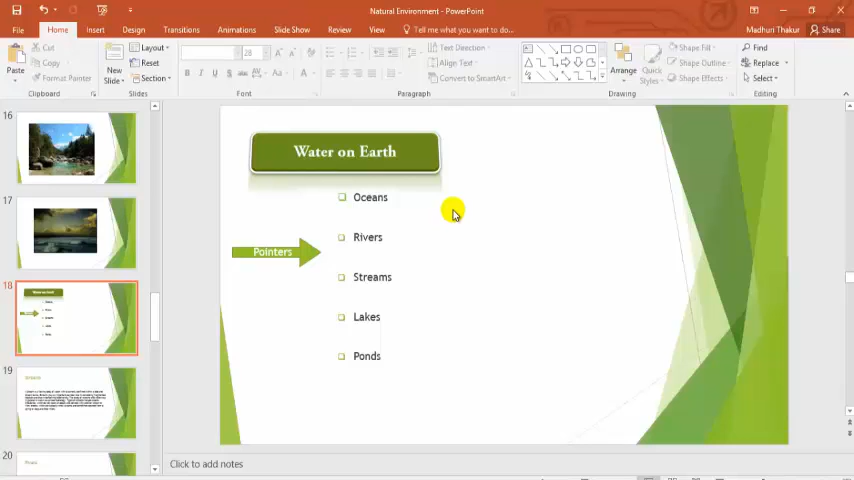 Natural Environment - PowerPoint
File Home Insert Design Transitions Animations Slide Show Review View Tell me what you want to do... Madhuri Thakur Share
Cut
Copy
Format Painter
Paste
Clipboard
New Slide
Layout
Reset
Section
Slides
28
B I U S abc AV Aa A
Font
Paragraph
Text Direction
Align Text
Convert to SmartArt
Arrange
Quick Styles
Shape Fill
Shape Outline
Shape Effects
Drawing
Find
Replace
Select
Editing
16
17
18
19
20
Water on Earth
Oceans
Rivers
Pointers
Streams
Lakes
Ponds
Click to add notes